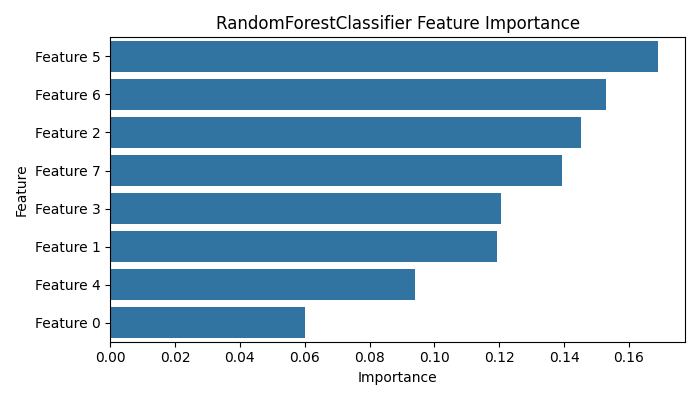 RandomForestClassifier Feature Importance
Feature
Feature 5
Feature 6
Feature 2
Feature 7
Feature 3
Feature 1
Feature 4
Feature 0
0.00 0.02 0.04 0.06 0.08 0.10 0.12 0.14 0.16
Importance